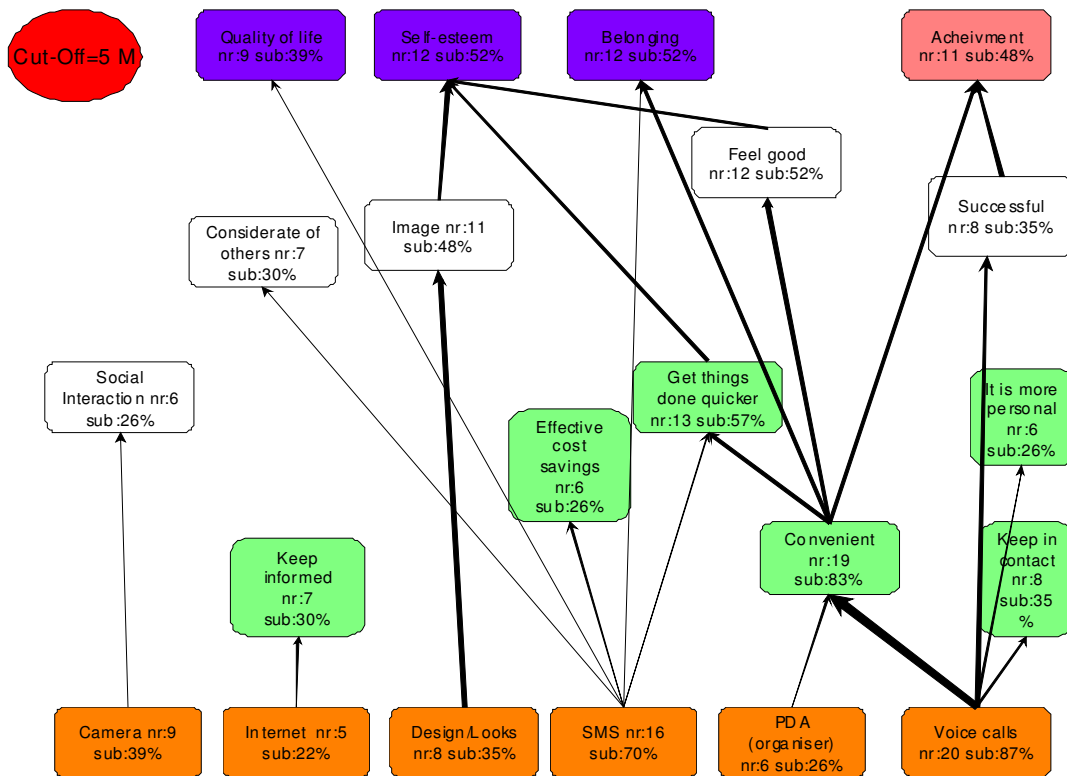 Cut-Off=5 M
Quality of life
nr:9 sub:39%
Self-esteem
nr:12 sub:52%
Belonging
nr:12 sub:52%
Acheivment
nr:11 sub:48%
Feel good
nr:12 sub:52%
Successful
nr:8 sub:35%
Image nr:11
sub:48%
Considerate of
others nr:7
sub:30%
Social
Interaction nr:6
sub:26%
Get things
done quicker
nr:13 sub:57%
It is more
personal
nr:6
sub:26%
Effective
cost
savings
nr:6
sub:26%
Convenient
nr:19
sub:83%
Keep in
contact
nr:8
sub:35
%
Keep
informed
nr:7
sub:30%
Camera nr:9
sub:39%
Internet nr:5
sub:22%
Design/Looks
nr:8 sub:35%
SMS nr:16
sub:70%
PDA
(organiser)
nr:6 sub:26%
Voice calls
nr:20 sub:87%